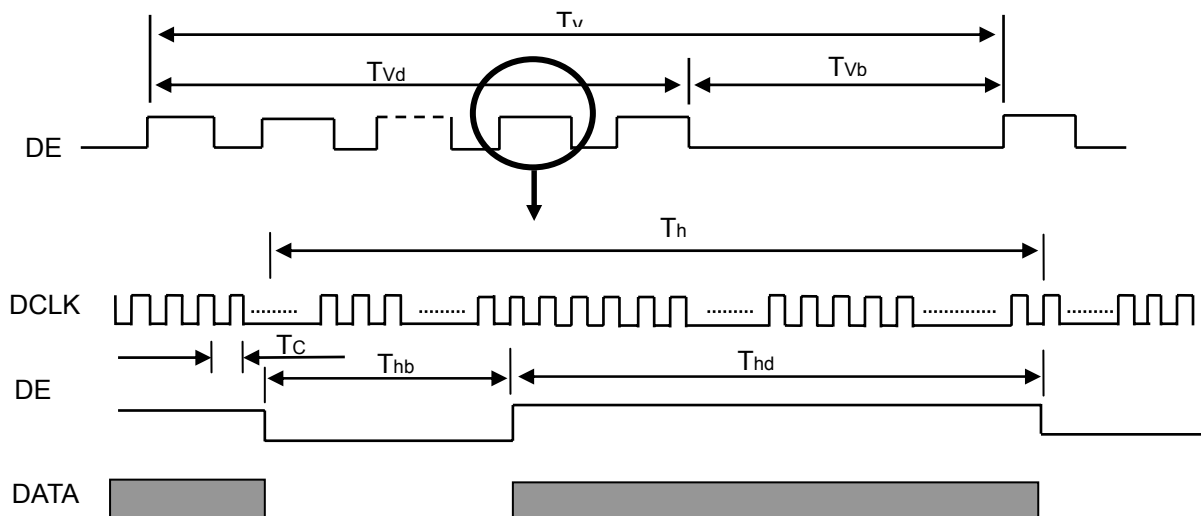 Tv
TVd
TVb
DE
Th
DCLK
TC
Thb
Thd
DE
DATA